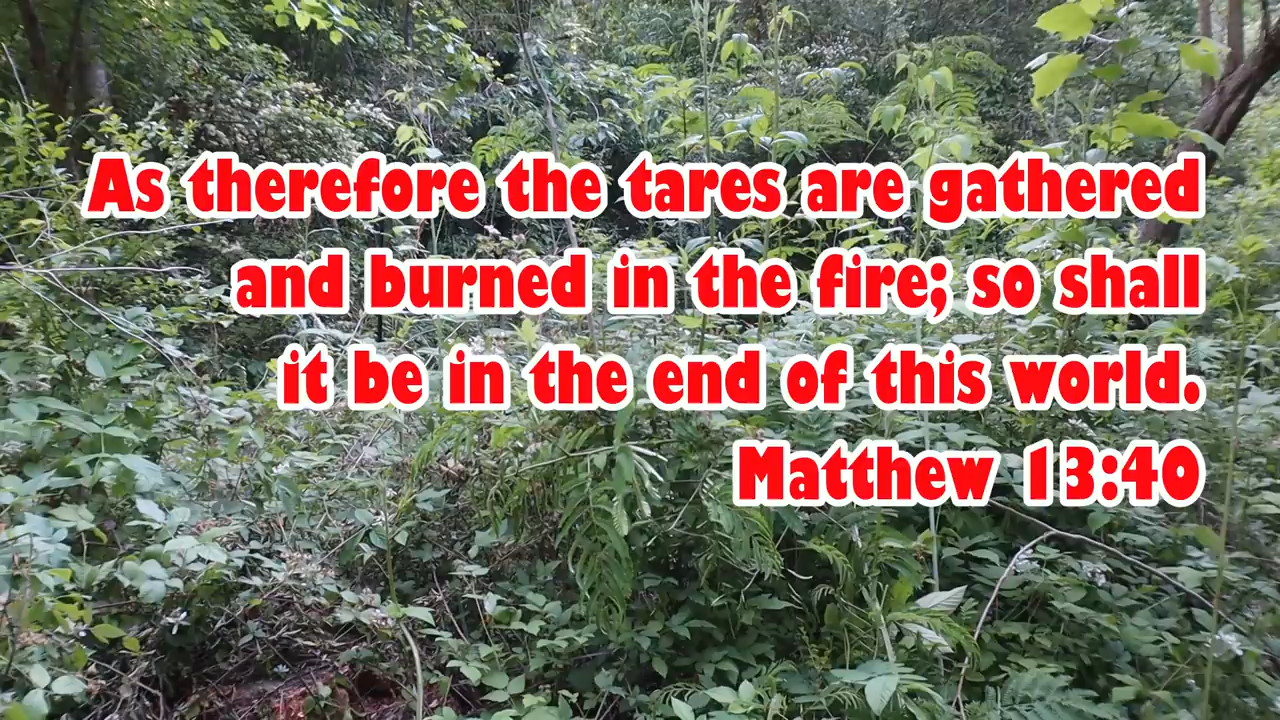 As therefore the tares are gathered
and burned in the fire; so shall
it be in the end of this world.
Matthew 13:40